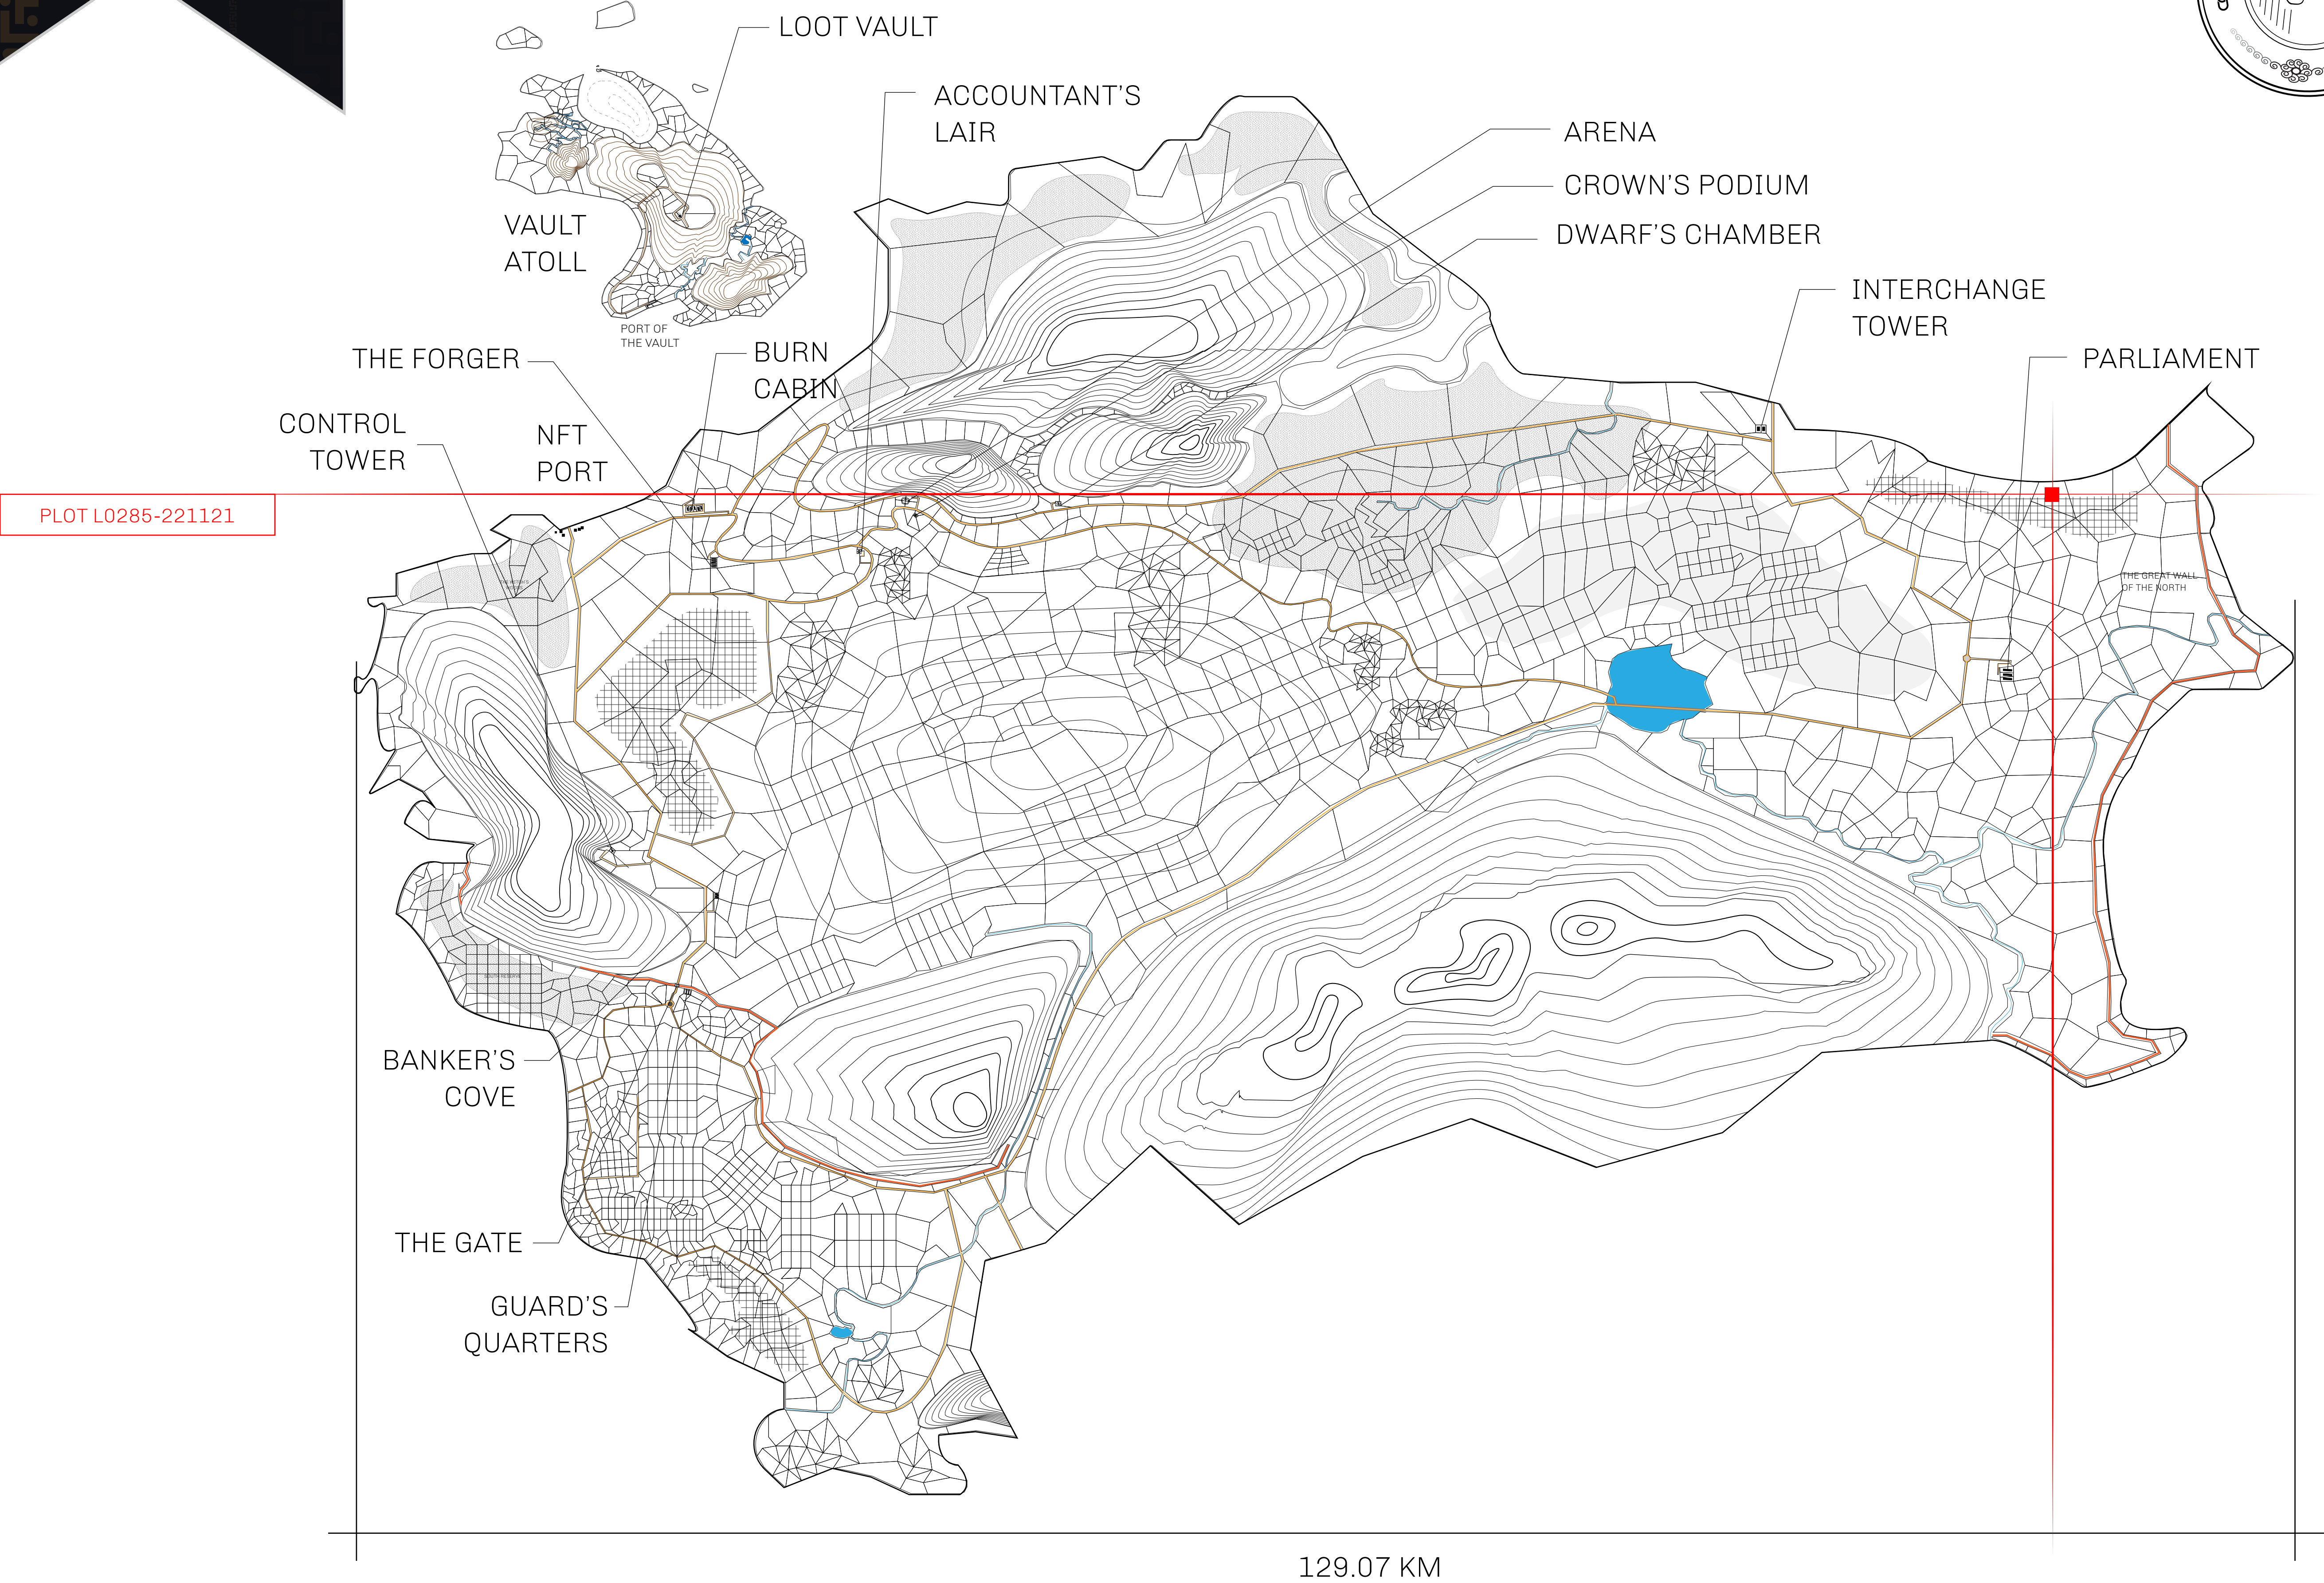 LOOT VAULT
ACCOUNTANT'S
LAIR
ARENA
CROWN'S PODIUM
DWARF'S CHAMBER
VAULT
ATOLL
INTERCHANGE
TOWER
PORT OF
THE VAULT
THE FORGER
BURN
CABIN
PARLIAMENT
CONTROL
TOWER
NFT
PORT
PLOT L0285-221121
THE GREAT WALL
OF THE NORTH
SOUTH RESERVE
BANKER'S
COVE
THE GATE
GUARD'S
QUARTERS
129.07 KM